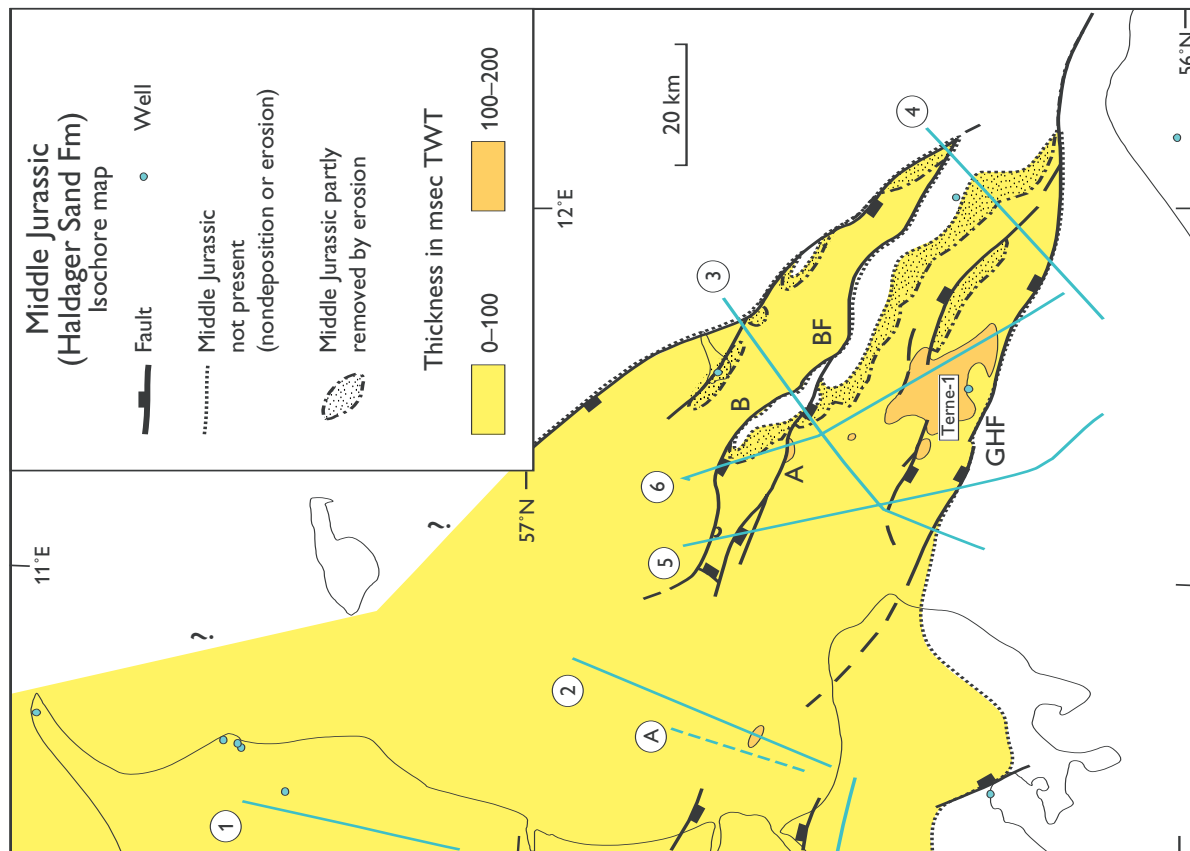 Middle Jurassic
(Haldager Sand Fm)
Isochore map
Fault
Well
Middle Jurassic
not present
(nondeposition or erosion)
Middle Jurassic partly
removed by erosion
Thickness in msec TWT
0–100
100–200
11°E
12°E
57°N
56°N
20 km
?
?
1
2
A
3
4
5
6
B
BF
A
Terne-1
GHF